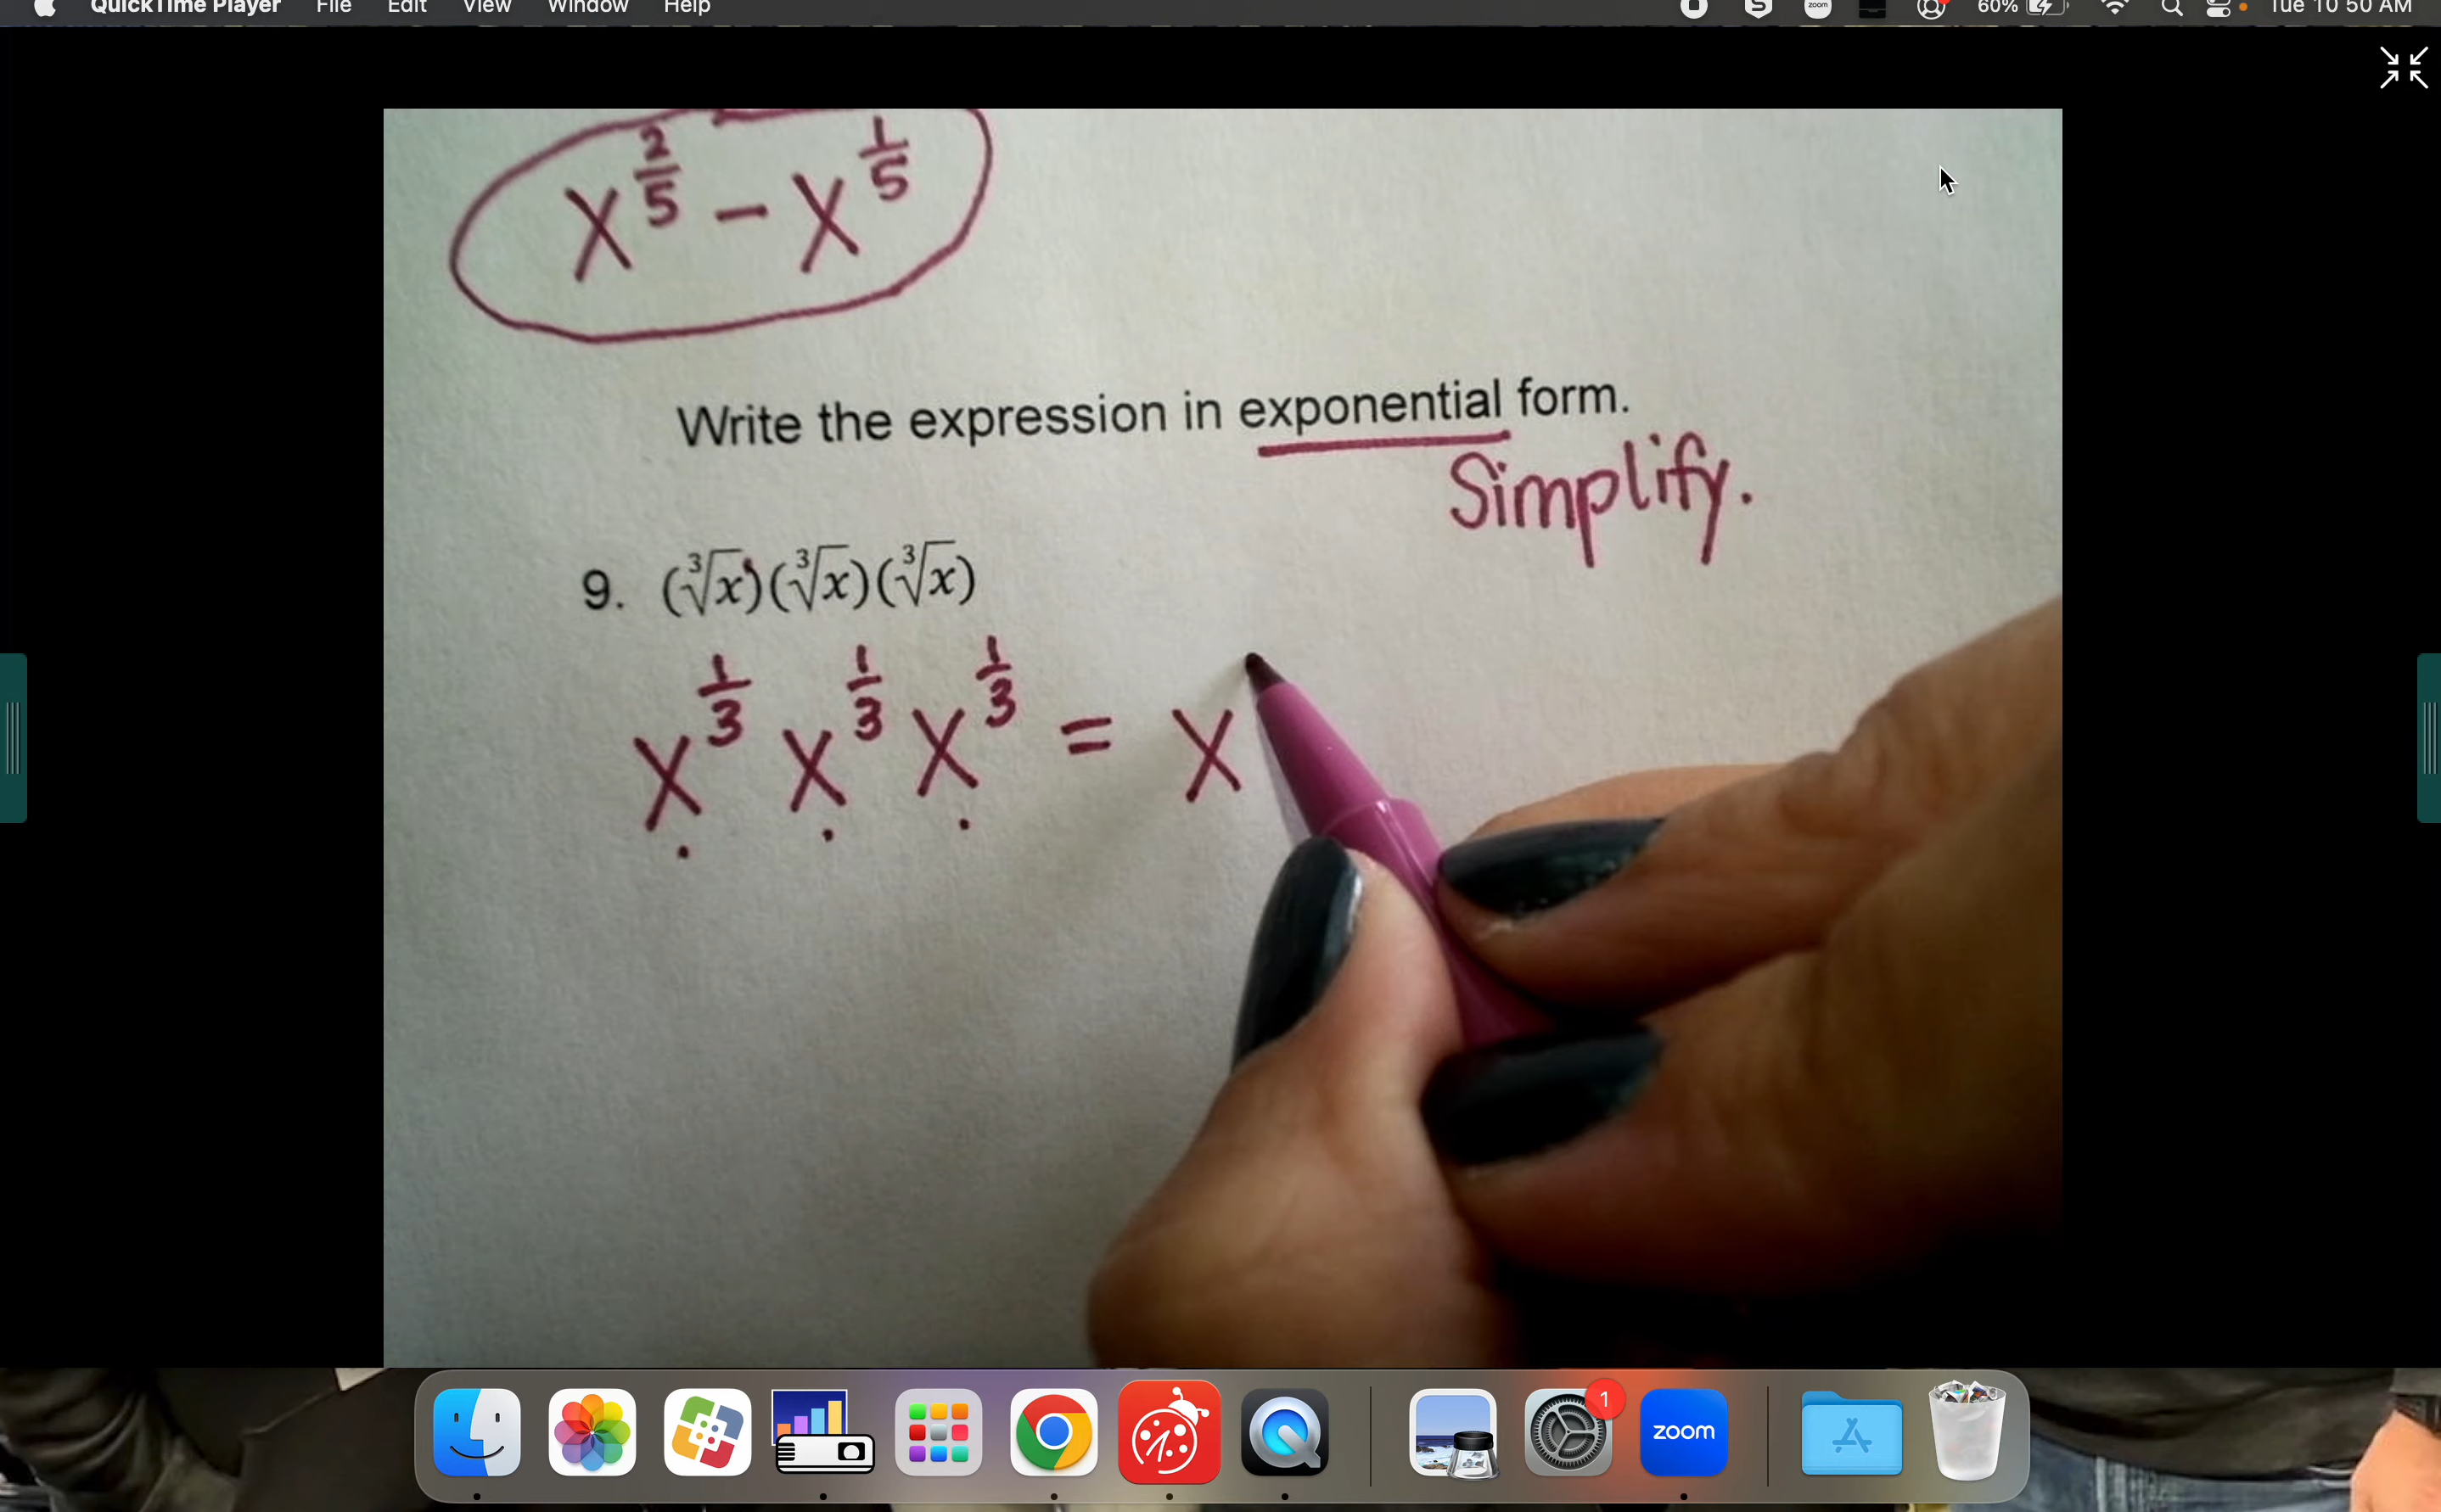 QuickTime Player File Edit View Window Help 60% Tue 10 50 AM
x^{2/5} - x^{1/5}
Write the expression in exponential form.
Simplify.
9. (∛x)(∛x)(∛x)
x^{1/3} x^{1/3} x^{1/3} = x
1
zoom